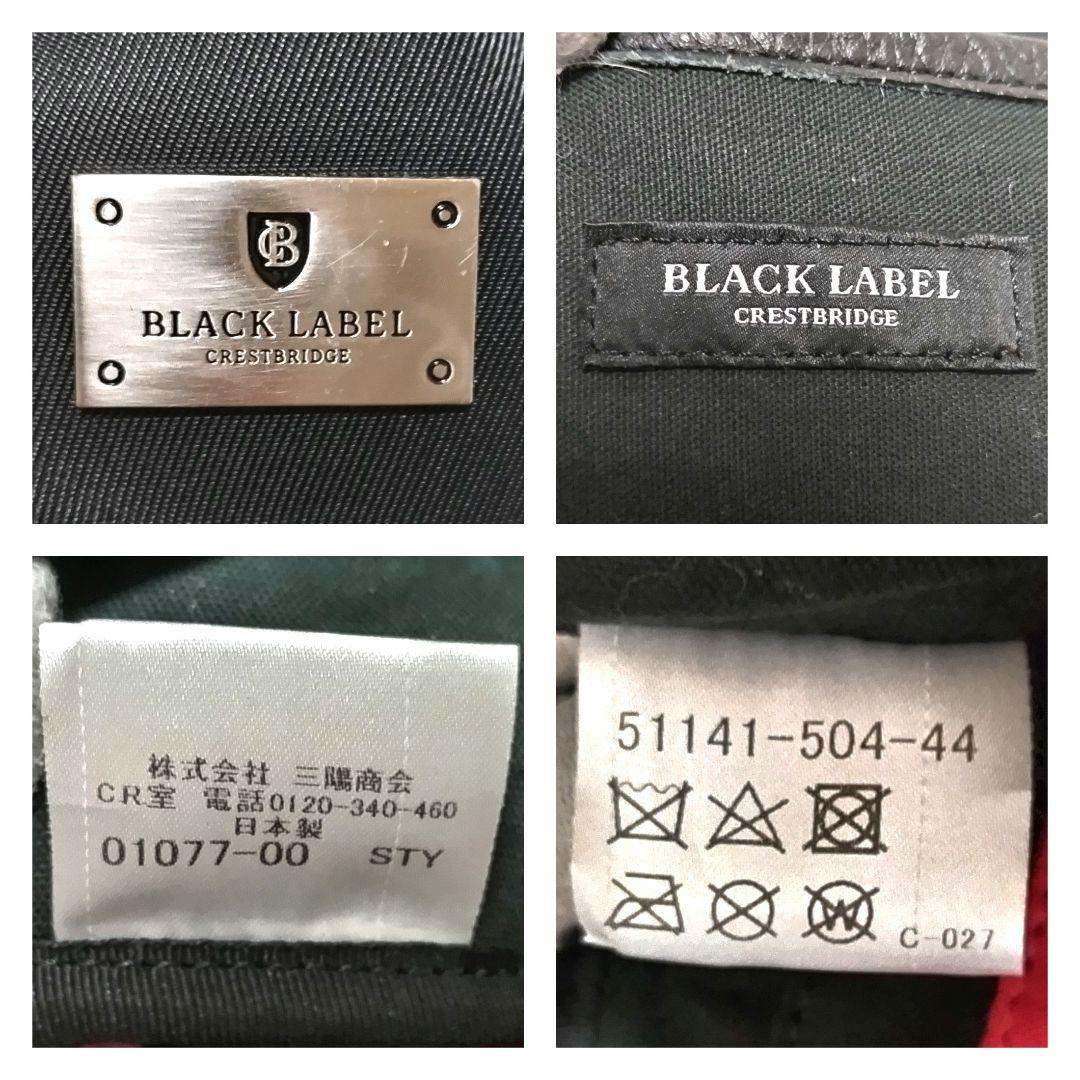 CB
BLACK LABEL
CRESTBRIDGE
BLACK LABEL
CRESTBRIDGE
株式会社 三陽商会
CR室 電話0120-340-460
日本製
01077-00 STY
51141-504-44
W
C-027